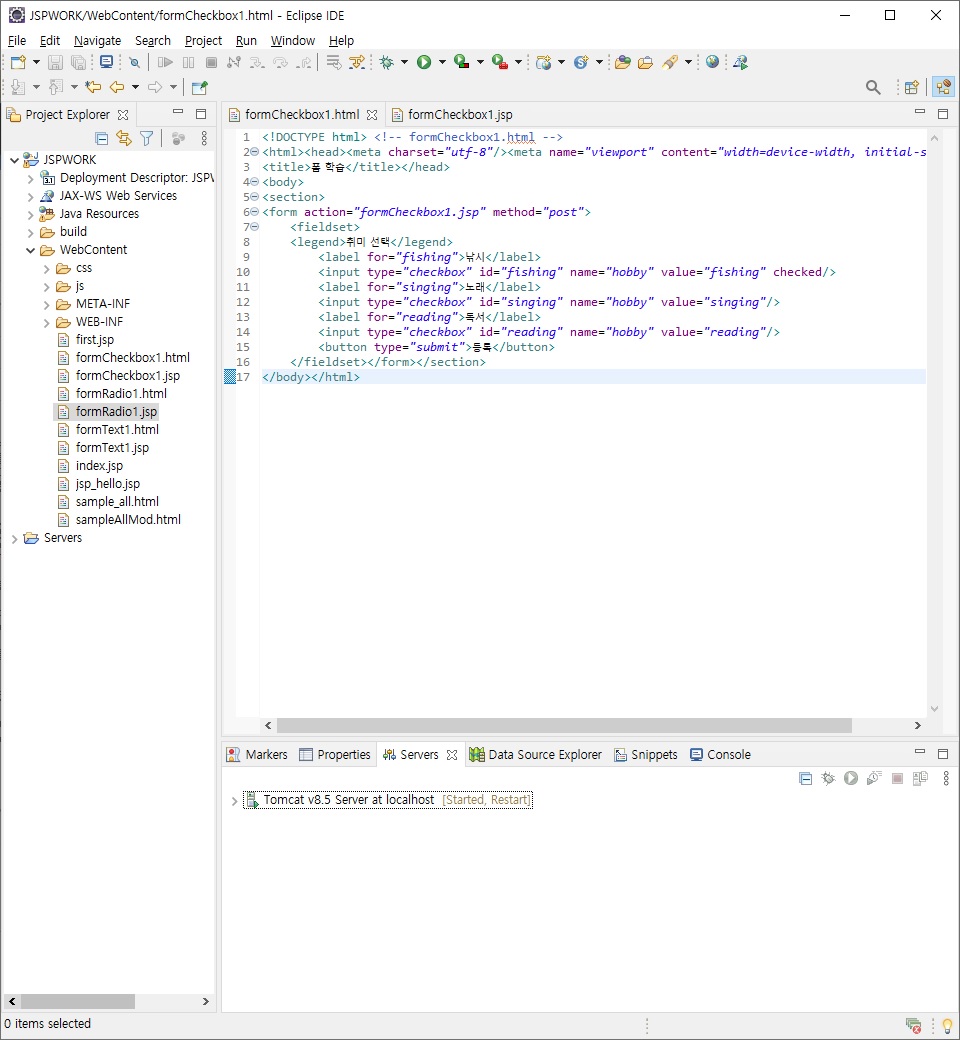 JSPWORK/WebContent/formCheckbox1.html - Eclipse IDE
File Edit Navigate Search Project Run Window Help
Project Explorer
JSPWORK
Deployment Descriptor: JSPW
JAX-WS Web Services
Java Resources
build
WebContent
css
js
META-INF
WEB-INF
first.jsp
formCheckbox1.html
formCheckbox1.jsp
formRadio1.html
formRadio1.jsp
formText1.html
formText1.jsp
index.jsp
jsp_hello.jsp
sample_all.html
sampleAllMod.html
Servers
formCheckbox1.html formCheckbox1.jsp
1 <!DOCTYPE html> <!-- formCheckbox1.html -->
2 <html><head><meta charset="utf-8"/><meta name="viewport" content="width=device-width, initial-s
3 <title>폼 학습</title></head>
4 <body>
5 <section>
6 <form action="formCheckbox1.jsp" method="post">
7 <fieldset>
8 <legend>취미 선택</legend>
9 <label for="fishing">낚시</label>
10 <input type="checkbox" id="fishing" name="hobby" value="fishing" checked/>
11 <label for="singing">노래</label>
12 <input type="checkbox" id="singing" name="hobby" value="singing"/>
13 <label for="reading">독서</label>
14 <input type="checkbox" id="reading" name="hobby" value="reading"/>
15 <button type="submit">등록</button>
16 </fieldset></form></section>
17 </body></html>
Markers Properties Servers Data Source Explorer Snippets Console
Tomcat v8.5 Server at localhost [Started, Restart]
0 items selected